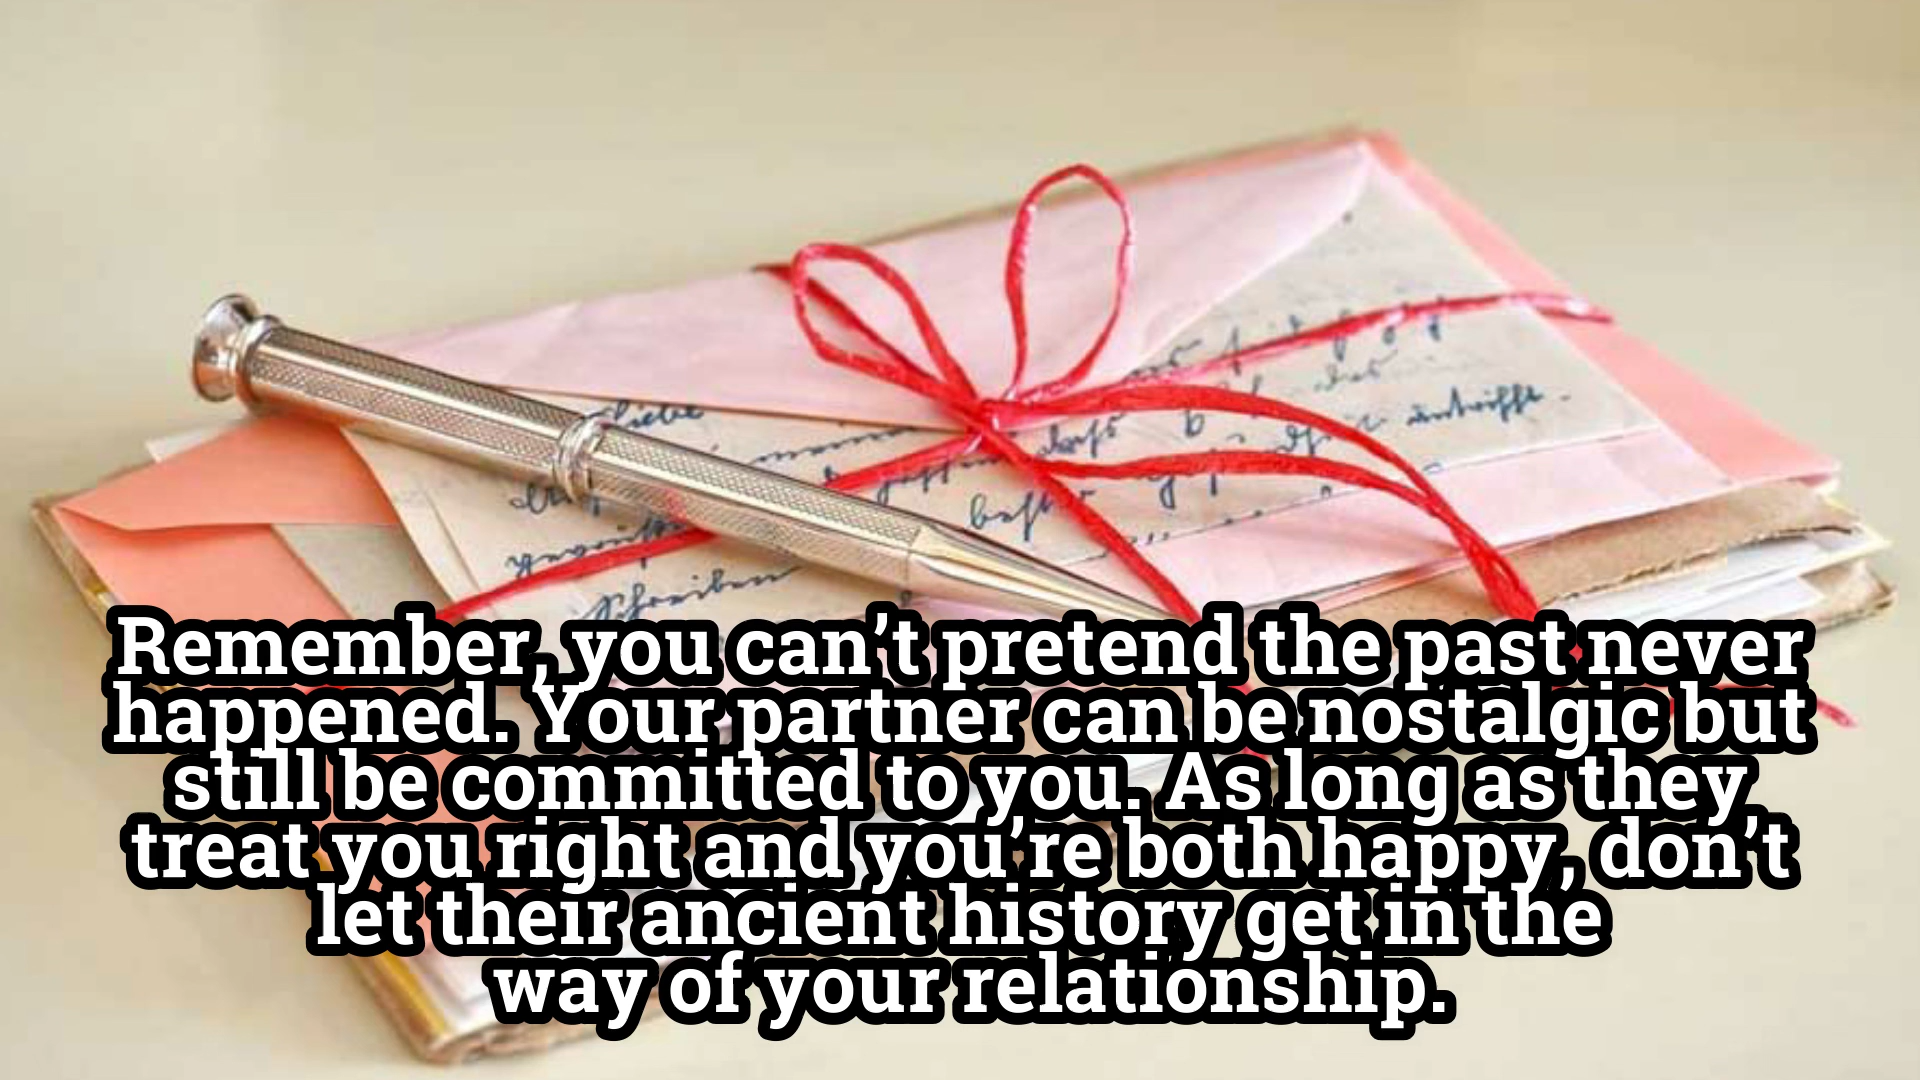 liebe
Schreiben
Remember, you can’t pretend the past never
happened. Your partner can be nostalgic but
still be committed to you. As long as they
treat you right and you’re both happy, don’t
let their ancient history get in the
way of your relationship.